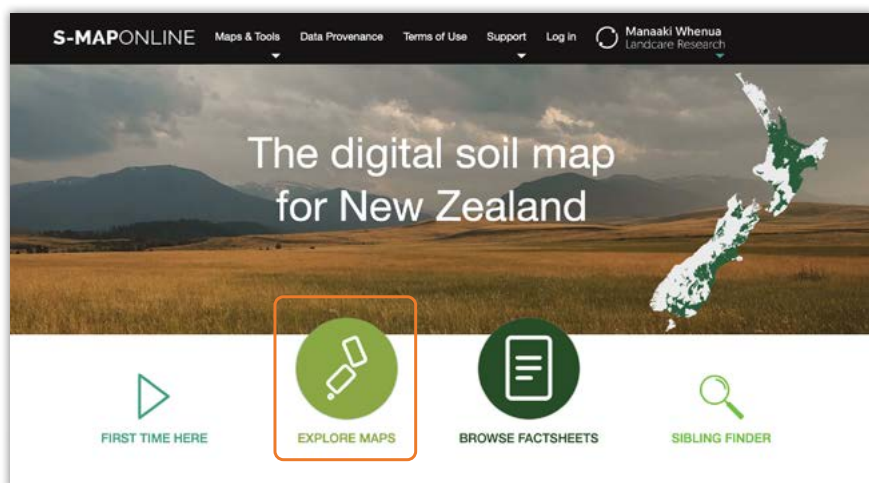 S-MAPONLINE Maps & Tools Data Provenance Terms of Use Support Log in Manaaki Whenua
Landcare Research
The digital soil map
for New Zealand
FIRST TIME HERE EXPLORE MAPS BROWSE FACTSHEETS SIBLING FINDER